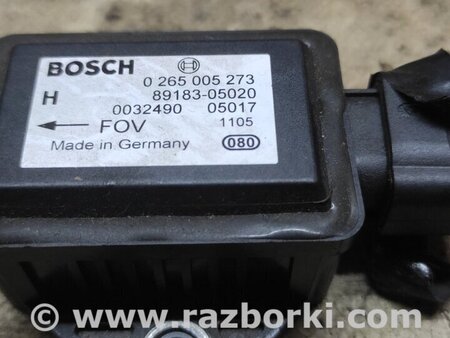 BOSCH
0 265 005 273
H 89183-05020
0032490 05017
← FOV 1105
Made in Germany 080
© www.razborki.com